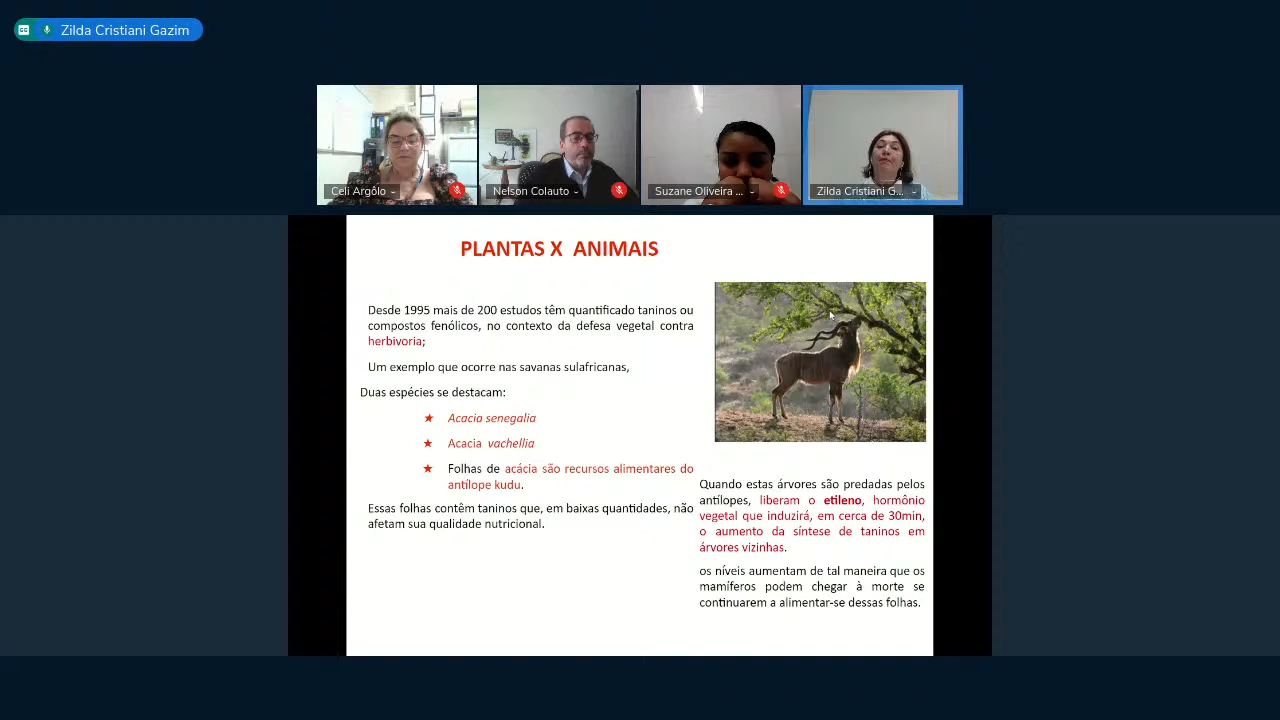 Zilda Cristiani Gazim
Celi Argôlo
Nelson Colauto
Suzane Oliveira ...
Zilda Cristiani G...
PLANTAS X ANIMAIS
Desde 1995 mais de 200 estudos têm quantificado taninos ou
compostos fenólicos, no contexto da defesa vegetal contra
herbivoria;
Um exemplo que ocorre nas savanas sulafricanas,
Duas espécies se destacam:
★ Acacia senegalia
★ Acacia vachellia
★ Folhas de acácia são recursos alimentares do
antílope kudu.
Essas folhas contêm taninos que, em baixas quantidades, não
afetam sua qualidade nutricional.
Quando estas árvores são predadas pelos
antílopes, liberam o etileno, hormônio
vegetal que induzirá, em cerca de 30min,
o aumento da síntese de taninos em
árvores vizinhas.
os níveis aumentam de tal maneira que os
mamíferos podem chegar à morte se
continuarem a alimentar-se dessas folhas.